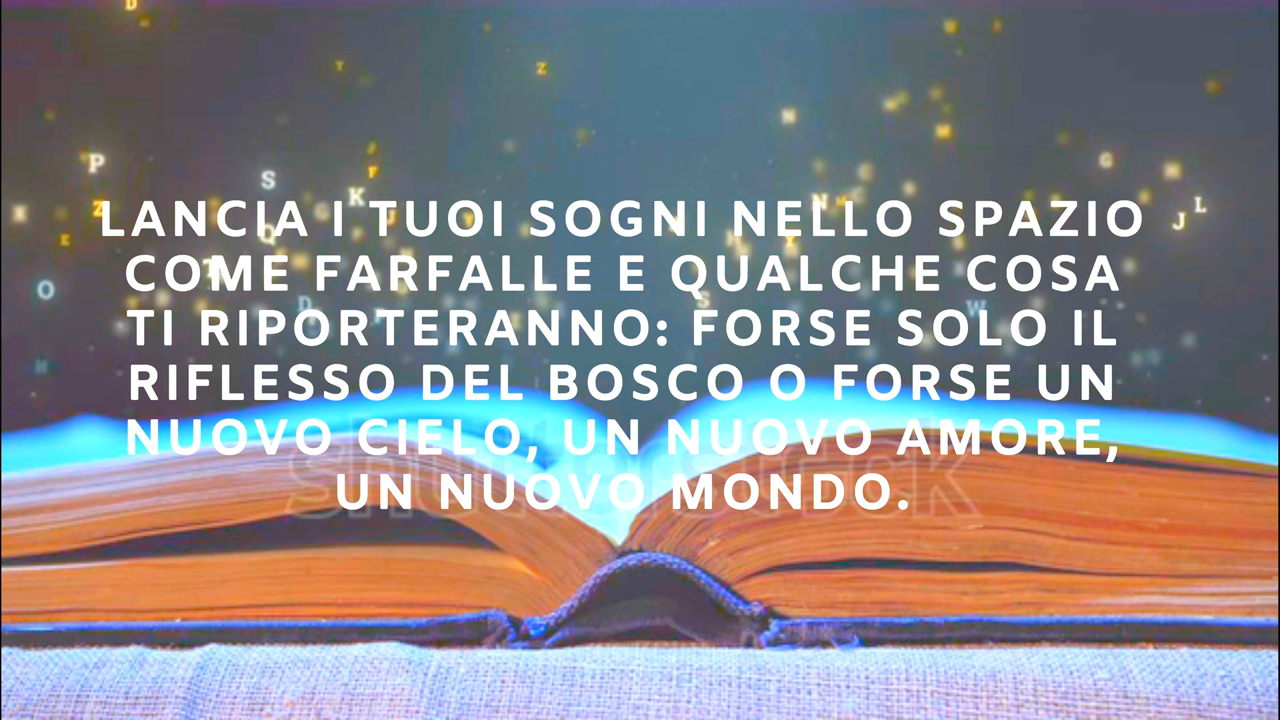 LANCIA I TUOI SOGNI NELLO SPAZIO
COME FARFALLE E QUALCHE COSA
TI RIPORTERANNO: FORSE SOLO IL
RIFLESSO DEL BOSCO O FORSE UN
NUOVO CIELO, UN NUOVO AMORE,
UN NUOVO MONDO.
shutterstock